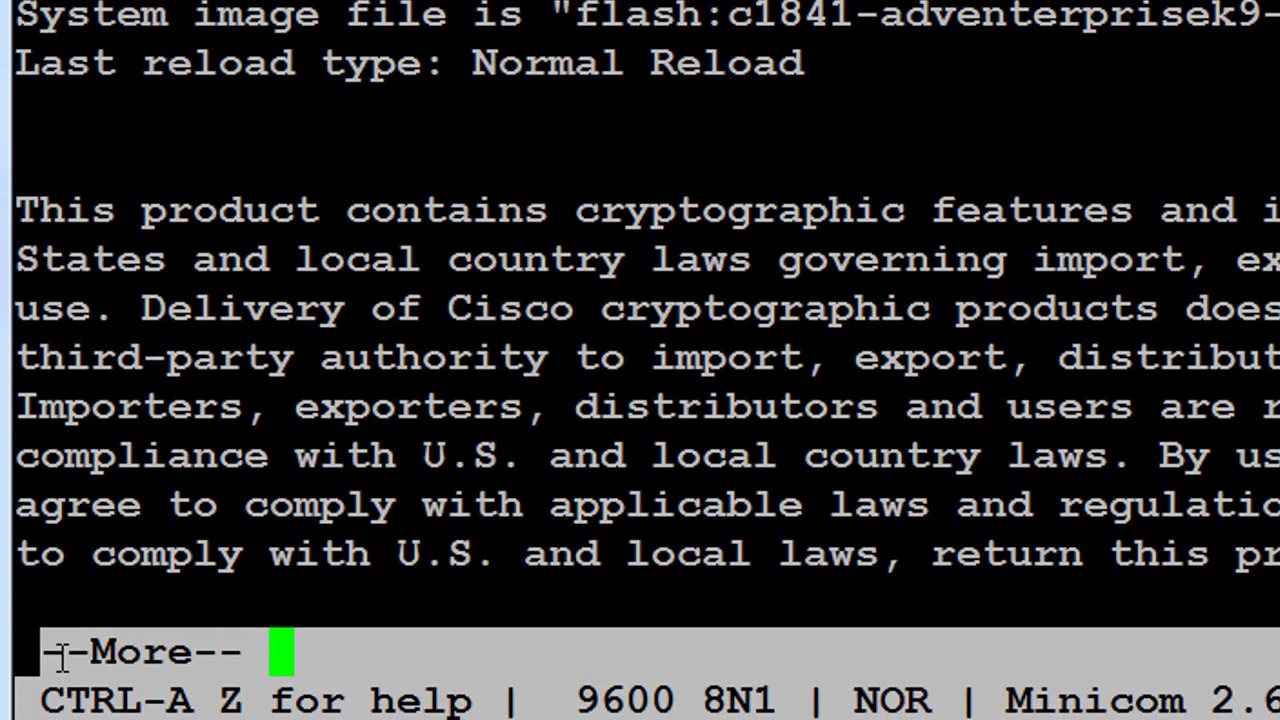 System image file is "flash:c1841-adventerprisek9-
Last reload type: Normal Reload
This product contains cryptographic features and i
States and local country laws governing import, ex
use. Delivery of Cisco cryptographic products does
third-party authority to import, export, distribut
Importers, exporters, distributors and users are r
compliance with U.S. and local country laws. By us
agree to comply with applicable laws and regulatio
to comply with U.S. and local laws, return this pr
--More--
CTRL-A Z for help | 9600 8N1 | NOR | Minicom 2.6